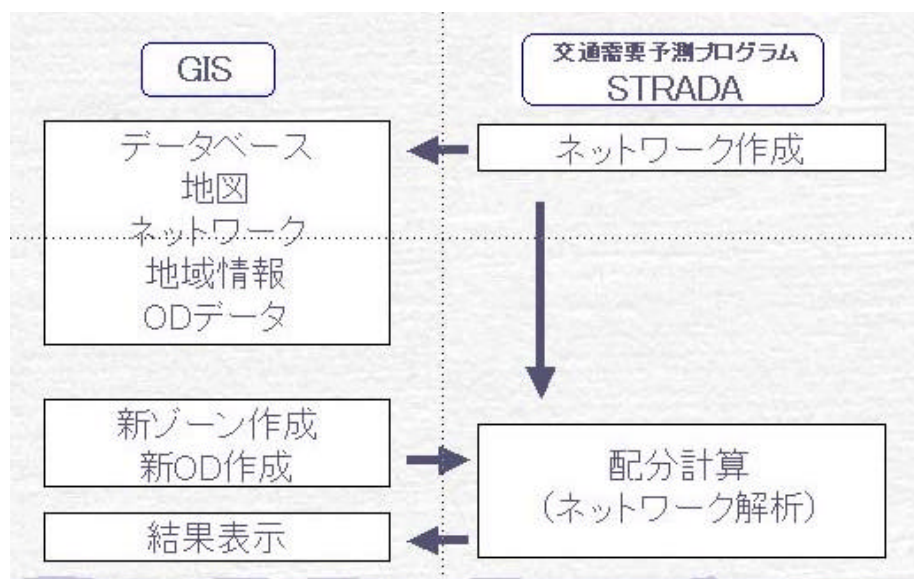 GIS
データベース
地図
ネットワーク
地域情報
ODデータ
新ゾーン作成
新OD作成
結果表示
交通需要予測プログラム
STRADA
ネットワーク作成
配分計算
(ネットワーク解析)